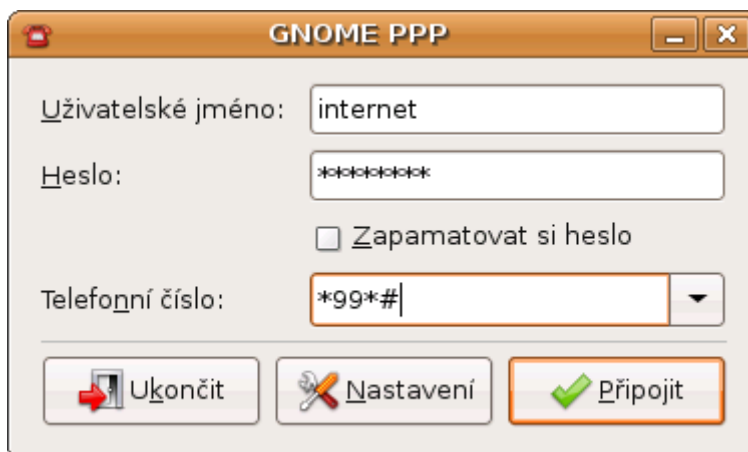 GNOME PPP
Uživatelské jméno: internet
Heslo: *********
Zapamatovat si heslo
Telefonní číslo: *99*#
Ukončit Nastavení Připojit